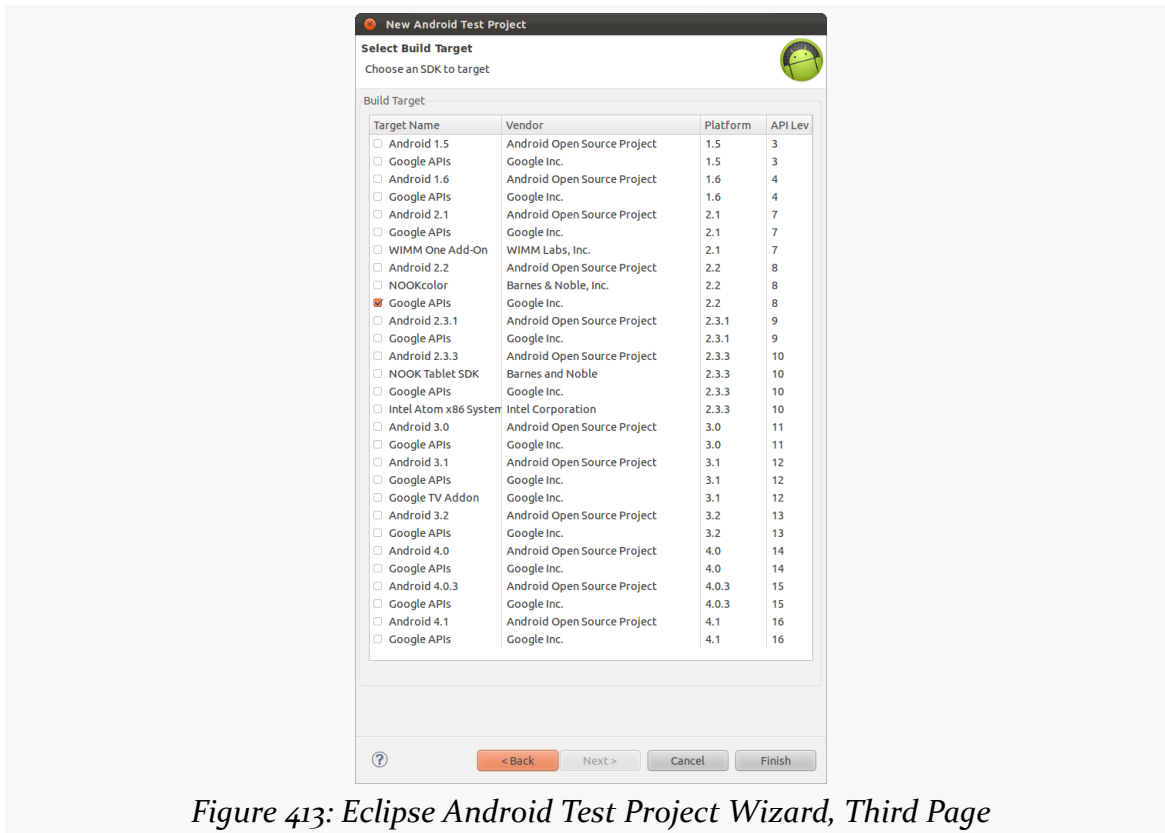 New Android Test Project
Select Build Target
Choose an SDK to target
Build Target
Target Name Vendor Platform API Lev
Android 1.5 Android Open Source Project 1.5 3
Google APIs Google Inc. 1.5 3
Android 1.6 Android Open Source Project 1.6 4
Google APIs Google Inc. 1.6 4
Android 2.1 Android Open Source Project 2.1 7
Google APIs Google Inc. 2.1 7
WIMM One Add-On WIMM Labs, Inc. 2.1 7
Android 2.2 Android Open Source Project 2.2 8
NOOKcolor Barnes & Noble, Inc. 2.2 8
Google APIs Google Inc. 2.2 8
Android 2.3.1 Android Open Source Project 2.3.1 9
Google APIs Google Inc. 2.3.1 9
Android 2.3.3 Android Open Source Project 2.3.3 10
NOOK Tablet SDK Barnes and Noble 2.3.3 10
Google APIs Google Inc. 2.3.3 10
Intel Atom x86 System Intel Corporation 2.3.3 10
Android 3.0 Android Open Source Project 3.0 11
Google APIs Google Inc. 3.0 11
Android 3.1 Android Open Source Project 3.1 12
Google APIs Google Inc. 3.1 12
Google TV Addon Google Inc. 3.1 12
Android 3.2 Android Open Source Project 3.2 13
Google APIs Google Inc. 3.2 13
Android 4.0 Android Open Source Project 4.0 14
Google APIs Google Inc. 4.0 14
Android 4.0.3 Android Open Source Project 4.0.3 15
Google APIs Google Inc. 4.0.3 15
Android 4.1 Android Open Source Project 4.1 16
Google APIs Google Inc. 4.1 16
? < Back Next > Cancel Finish
Figure 413: Eclipse Android Test Project Wizard, Third Page